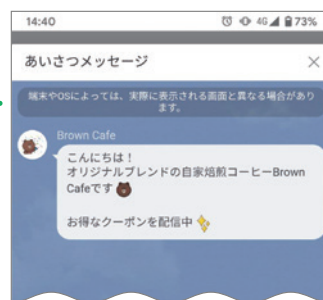 14:40 4G 73%
あいさつメッセージ ×
端末やOSによっては、実際に表示される画面と異なる場合があり
ます。
Brown Cafe
こんにちは！
オリジナルブレンドの自家焙煎コーヒーBrown
Cafeです
お得なクーポンを配信中